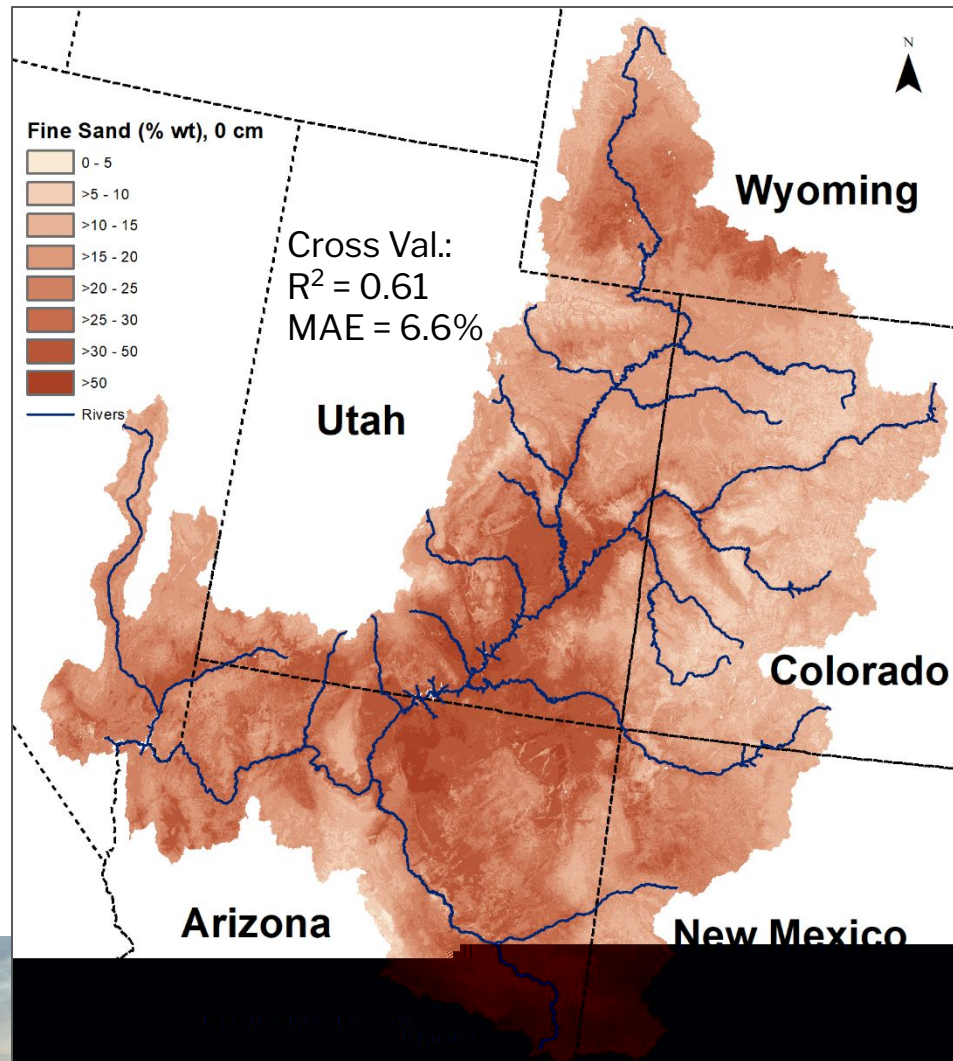 N
Fine Sand (% wt), 0 cm
0 - 5
>5 - 10
>10 - 15
>15 - 20
>20 - 25
>25 - 30
>30 - 50
>50
Rivers
Cross Val.:
R² = 0.61
MAE = 6.6%
Wyoming
Utah
Colorado
Arizona
New Mexico